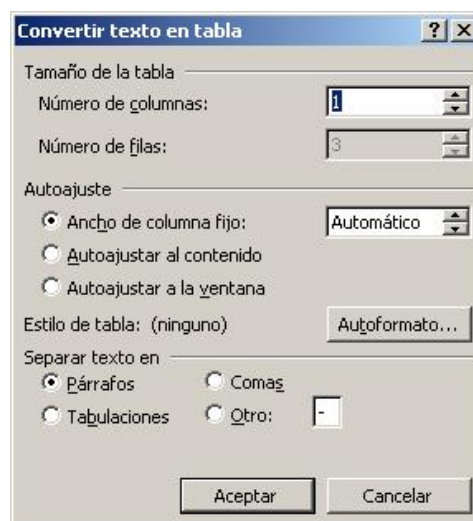 Convertir texto en tabla
Tamaño de la tabla
Número de columnas: 1
Número de filas: 3
Autoajuste
Ancho de columna fijo: Automático
Autoajustar al contenido
Autoajustar a la ventana
Estilo de tabla: (ninguno) Autoformato...
Separar texto en
Párrafos Comas
Tabulaciones Otro: -
Aceptar Cancelar